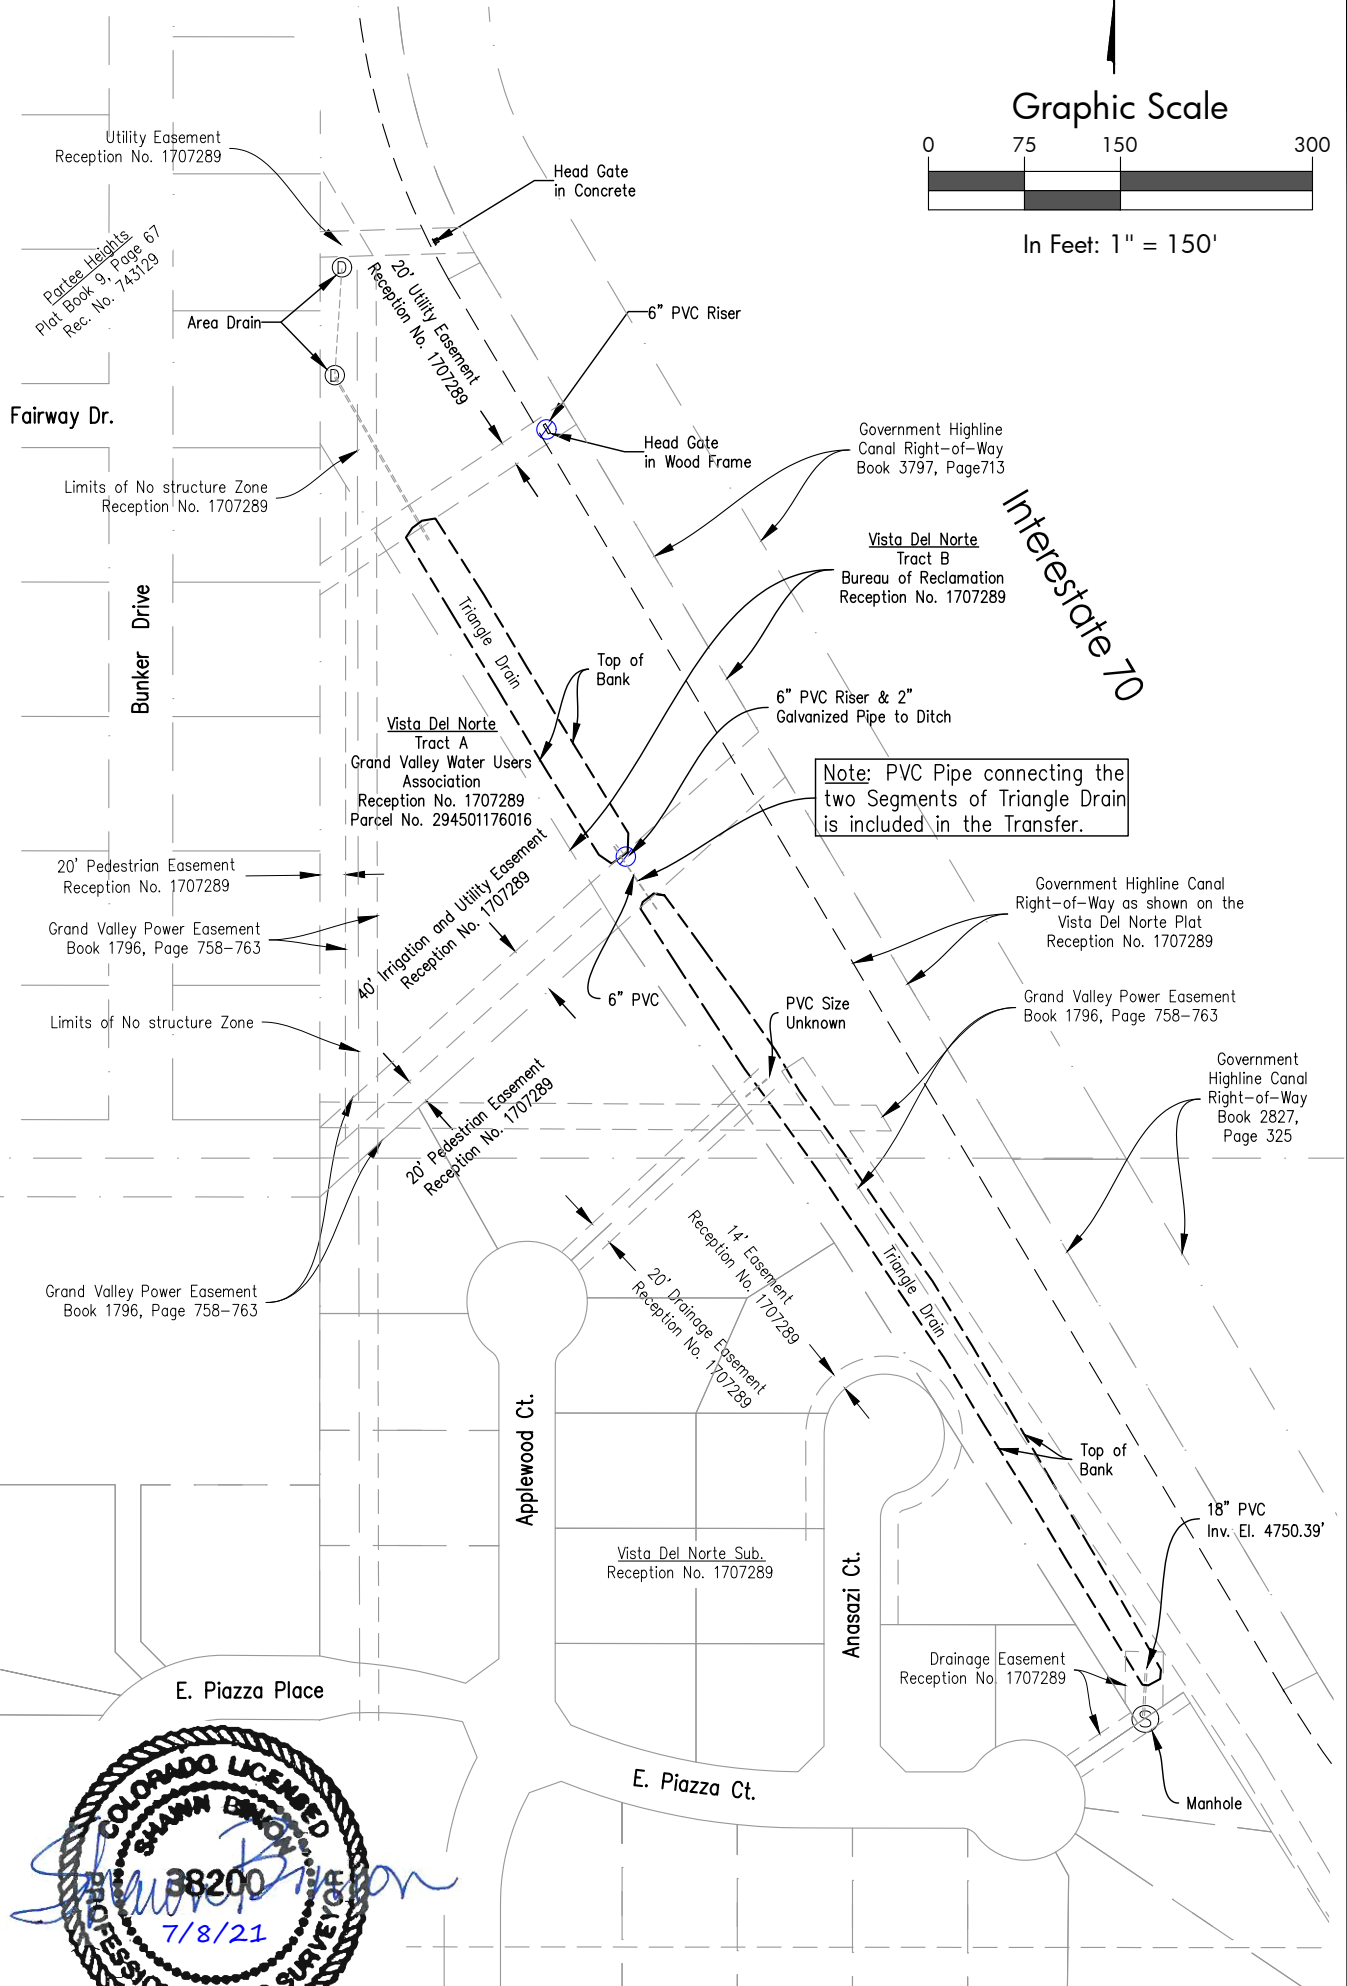 Graphic Scale
0 75 150 300
In Feet: 1" = 150'
Utility Easement
Reception No. 1707289
Head Gate
in Concrete
Partee Heights
Plat Book 9, Page 67
Rec. No. 743129
Area Drain
20' Utility Easement
Reception No. 1707289
6" PVC Riser
D
D
Fairway Dr.
Head Gate
in Wood Frame
Government Highline
Canal Right-of-Way
Book 3797, Page713
Limits of No structure Zone
Reception No. 1707289
Interestate 70
Vista Del Norte
Tract B
Bureau of Reclamation
Reception No. 1707289
Bunker Drive
Triangle Drain
Top of
Bank
6" PVC Riser & 2"
Galvanized Pipe to Ditch
Vista Del Norte
Tract A
Grand Valley Water Users
Association
Reception No. 1707289
Parcel No. 294501176016
Note: PVC Pipe connecting the
two Segments of Triangle Drain
is included in the Transfer.
20' Pedestrian Easement
Reception No. 1707289
40' Irrigation and Utility Easement
Reception No. 1707289
Government Highline Canal
Right-of-Way as shown on the
Vista Del Norte Plat
Reception No. 1707289
Grand Valley Power Easement
Book 1796, Page 758-763
6" PVC
PVC Size
Unknown
Grand Valley Power Easement
Book 1796, Page 758-763
Limits of No structure Zone
Government
Highline Canal
Right-of-Way
Book 2827,
Page 325
20' Pedestrian Easement
Reception No. 1707289
14' Easement
Reception No. 1707289
20' Drainage Easement
Reception No. 1707289
Triangle Drain
Grand Valley Power Easement
Book 1796, Page 758-763
Applewood Ct.
Top of
Bank
18" PVC
Inv. El. 4750.39'
Vista Del Norte Sub.
Reception No. 1707289
Anasazi Ct.
Drainage Easement
Reception No. 1707289
E. Piazza Place
S
E. Piazza Ct.
Manhole
COLORADO LICENSED
SHAWN BINION
38200
Shawn Binion
7/8/21
SURVEYOR